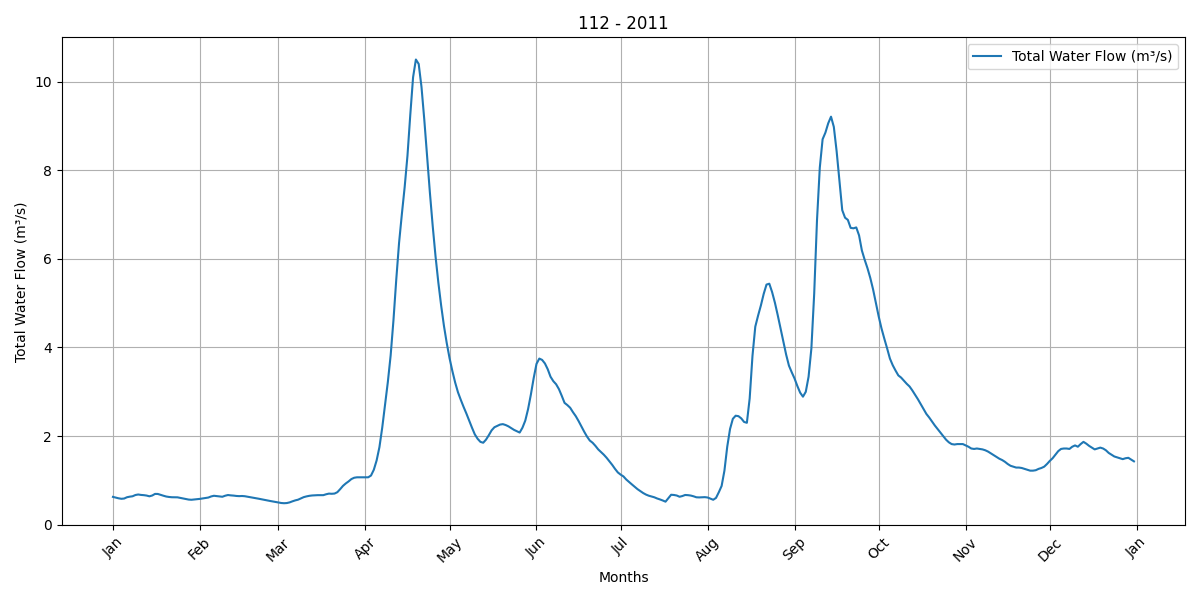 112 - 2011
Total Water Flow (m³/s)
Total Water Flow (m³/s)
10
8
6
4
2
0
Jan
Feb
Mar
Apr
May
Jun
Jul
Aug
Sep
Oct
Nov
Dec
Jan
Months